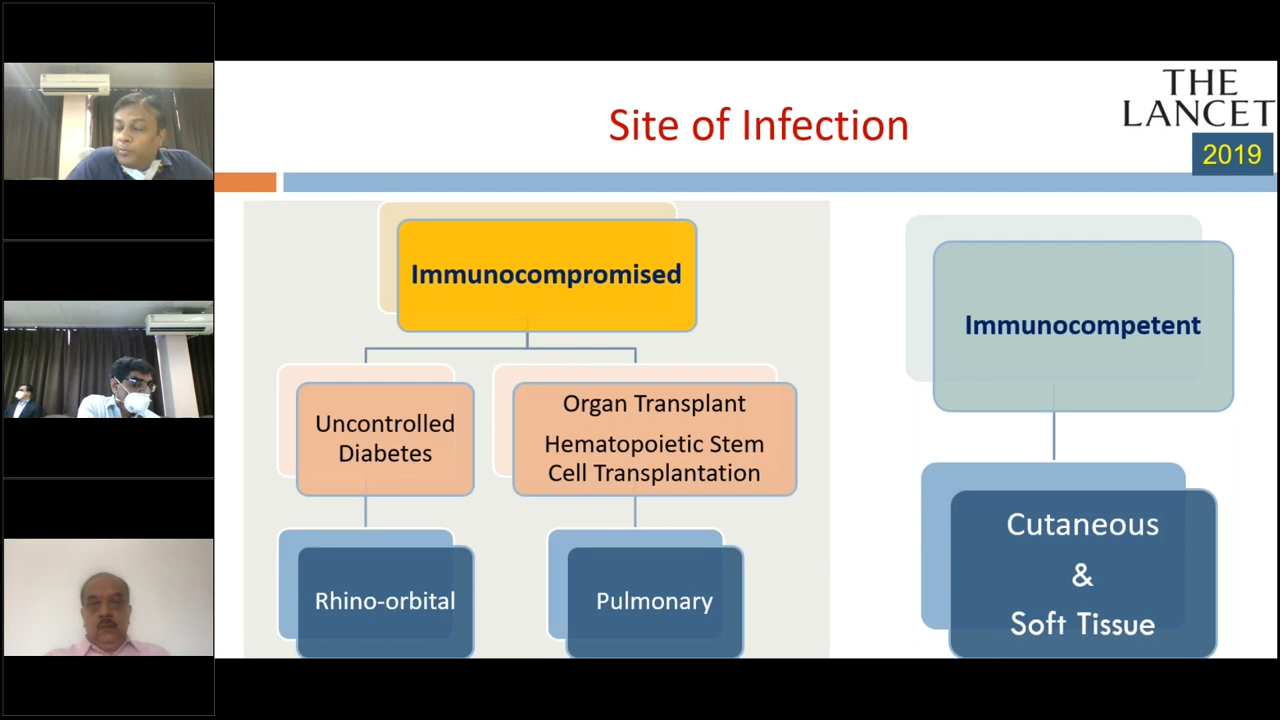 Site of Infection
THE
LANCET
2019
Immunocompromised
Uncontrolled
Diabetes
Organ Transplant
Hematopoietic Stem
Cell Transplantation
Rhino-orbital
Pulmonary
Immunocompetent
Cutaneous
&
Soft Tissue